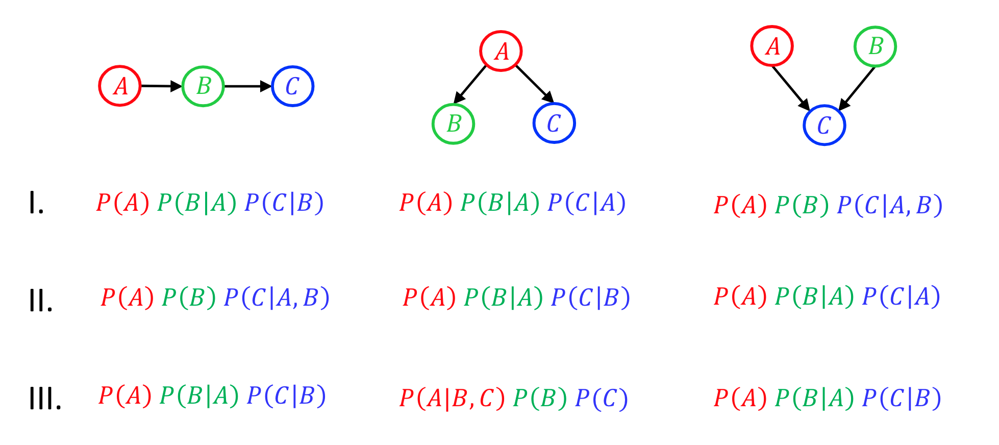 A B C
A
B C
A B
C
I. P(A) P(B|A) P(C|B) P(A) P(B|A) P(C|A) P(A) P(B) P(C|A, B)
II. P(A) P(B) P(C|A, B) P(A) P(B|A) P(C|B) P(A) P(B|A) P(C|A)
III. P(A) P(B|A) P(C|B) P(A|B, C) P(B) P(C) P(A) P(B|A) P(C|B)